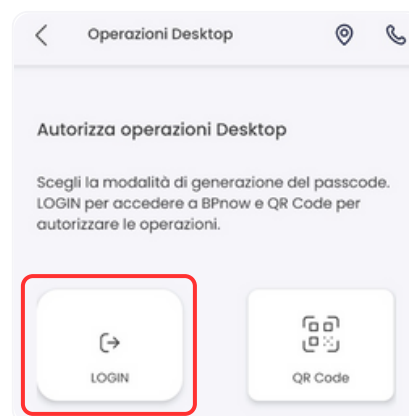 Operazioni Desktop
Autorizza operazioni Desktop
Scegli la modalità di generazione del passcode.
LOGIN per accedere a BPnow e QR Code per
autorizzare le operazioni.
LOGIN
QR Code